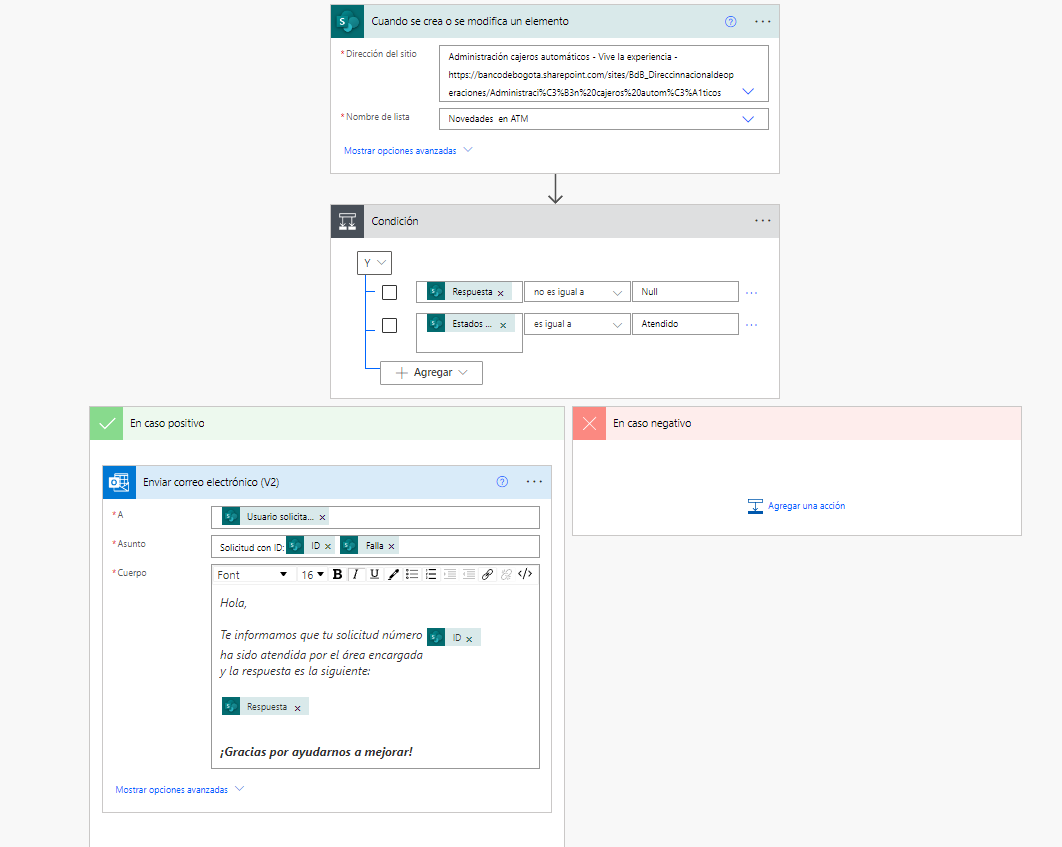 Cuando se crea o se modifica un elemento
* Dirección del sitio
Administración cajeros automáticos - Vive la experiencia -
https://bancodebogota.sharepoint.com/sites/BdB_Direccinnacionaldeop
eraciones/Administraci%C3%B3n%20cajeros%20autom%C3%A1ticos
* Nombre de lista
Novedades en ATM
Mostrar opciones avanzadas
Condición
Y
Respuesta x
no es igual a
Null
Estados ... x
es igual a
Atendido
Agregar
En caso positivo
En caso negativo
Enviar correo electrónico (V2)
* A
Usuario solicita... x
* Asunto
Solicitud con ID: ID x Falla x
* Cuerpo
Font 16 B I U </>
Hola,
Te informamos que tu solicitud número ID x
ha sido atendida por el área encargada
y la respuesta es la siguiente:
Respuesta x
¡Gracias por ayudarnos a mejorar!
Mostrar opciones avanzadas
Agregar una acción